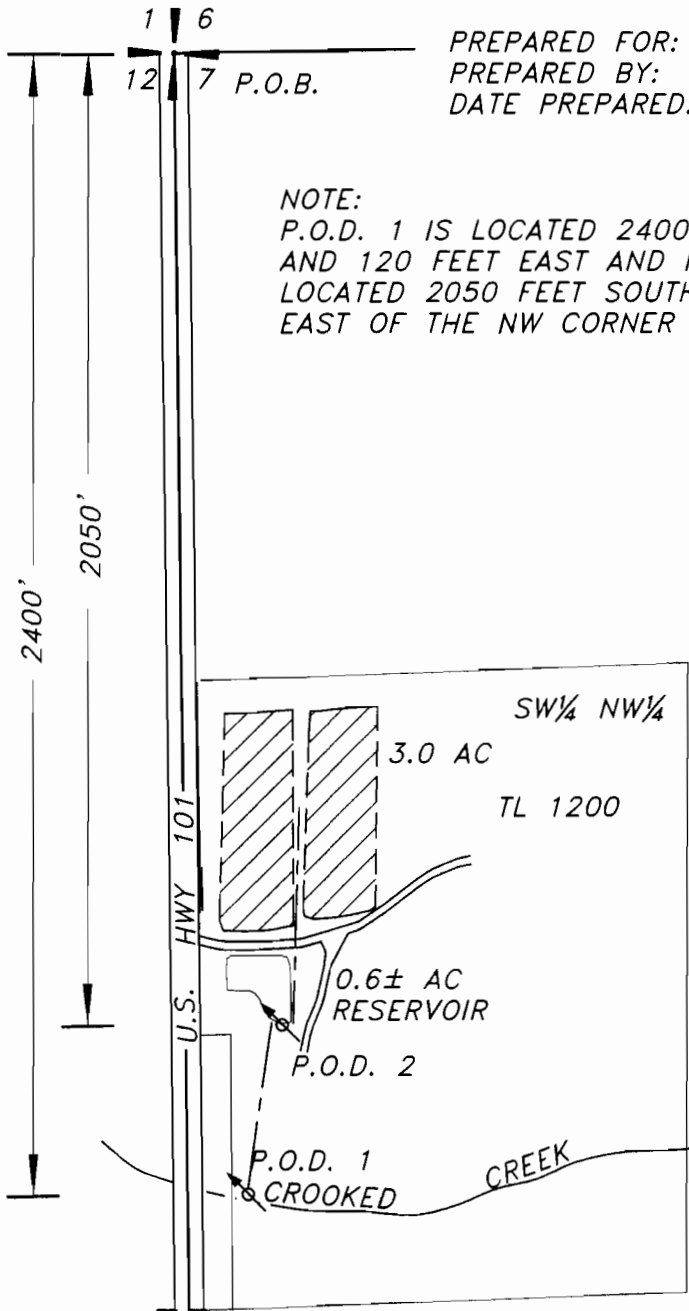 1 6
12 7 P.O.B.
PREPARED FOR:
PREPARED BY:
DATE PREPARED:
NOTE:
P.O.D. 1 IS LOCATED 2400
AND 120 FEET EAST AND
LOCATED 2050 FEET SOUTH
EAST OF THE NW CORNER
2400'
2050'
SW¼ NW¼
3.0 AC
TL 1200
U.S. HWY 101
0.6± AC
RESERVOIR
P.O.D. 2
P.O.D. 1
CROOKED CREEK